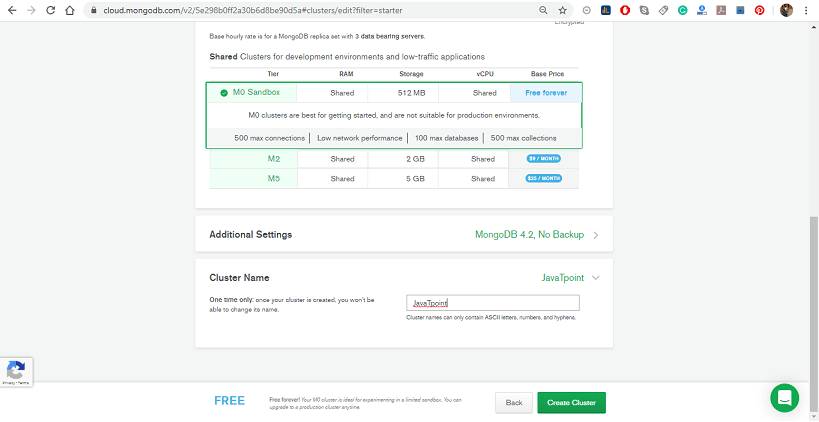 cloud.mongodb.com/v2/5e298b0ff2a30b6d8be90d5a#clusters/edit?filter=starter
Encrypted
Base hourly rate is for a MongoDB replica set with 3 data bearing servers.
Shared Clusters for development environments and low-traffic applications
Tier RAM Storage vCPU Base Price
M0 Sandbox Shared 512 MB Shared Free forever
M0 clusters are best for getting started, and are not suitable for production environments.
500 max connections Low network performance 100 max databases 500 max collections
M2 Shared 2 GB Shared $9 / MONTH
M5 Shared 5 GB Shared $25 / MONTH
Additional Settings MongoDB 4.2, No Backup
Cluster Name JavaTpoint
One time only: once your cluster is created, you won't be
able to change its name.
JavaTpoint
Cluster names can only contain ASCII letters, numbers, and hyphens.
Privacy - Terms
FREE
Free forever! Your M0 cluster is ideal for experimenting in a limited sandbox. You can
upgrade to a production cluster anytime.
Back Create Cluster